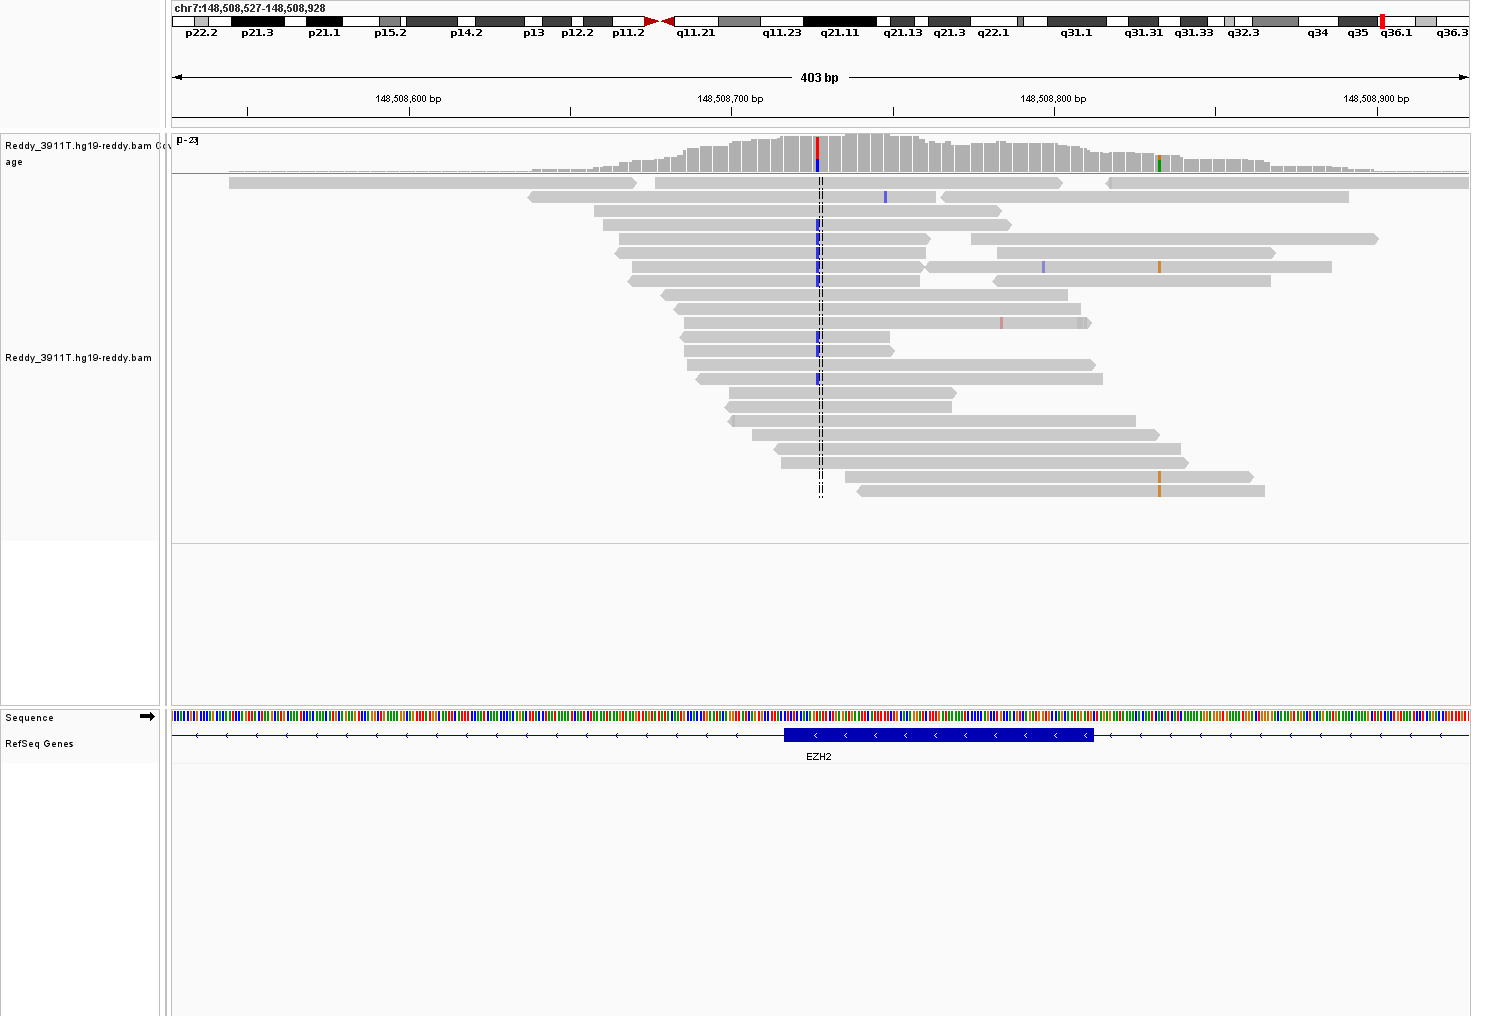 chr7:148,508,527-148,508,928
p22.2 p21.3 p21.1 p15.2 p14.2 p13 p12.2 p11.2 q11.21 q11.23 q21.11 q21.13 q21.3 q22.1 q31.1 q31.31 q31.33 q32.3 q34 q35 q36.1 q36.3
403 bp
148,508,600 bp 148,508,700 bp 148,508,800 bp 148,508,900 bp
[0 - 23]
Reddy_3911T.hg19-reddy.bam Cov
age
Reddy_3911T.hg19-reddy.bam
Sequence
RefSeq Genes
EZH2